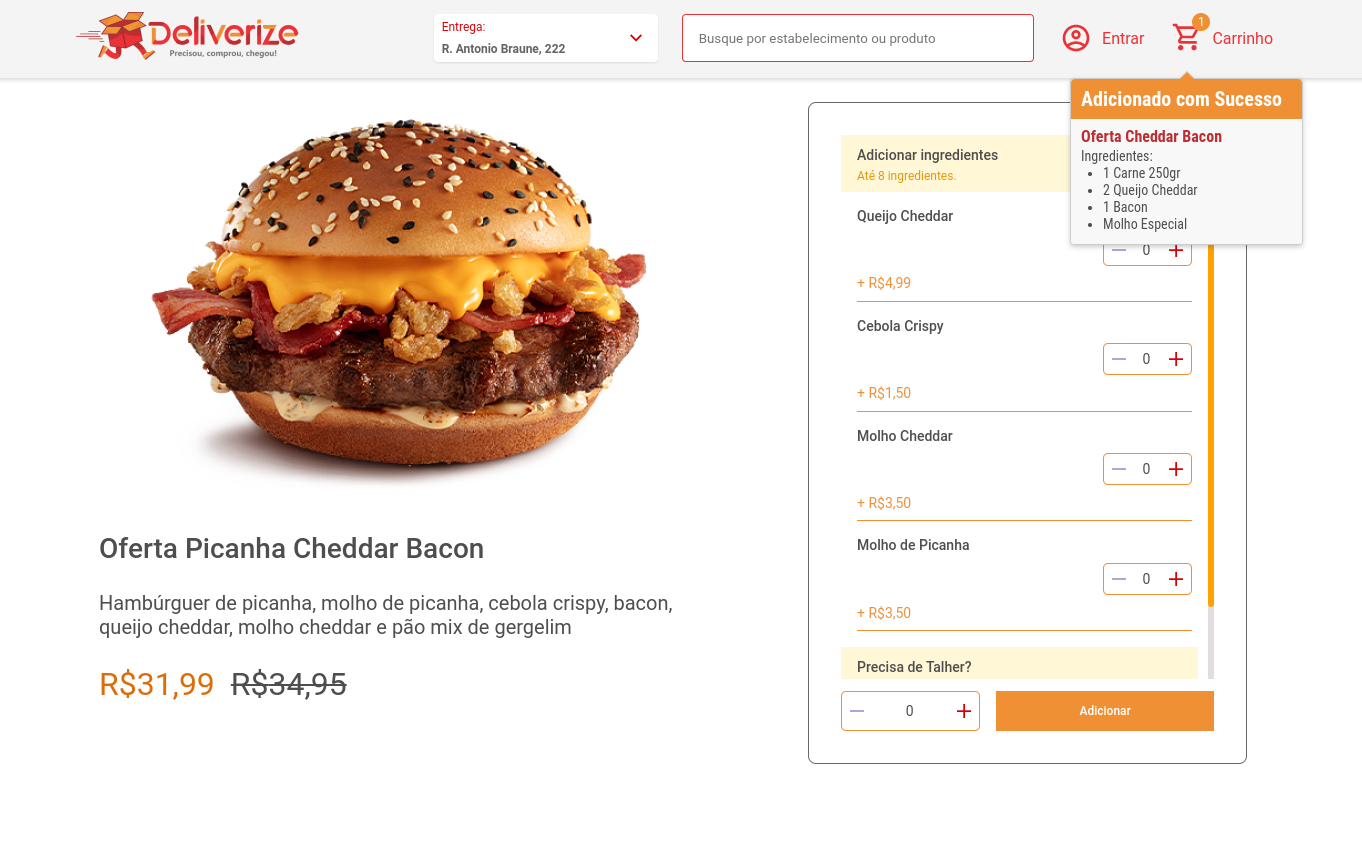 Deliverize
Precisou, comprou, chegou!
Entrega:
R. Antonio Braune, 222
Busque por estabelecimento ou produto
Entrar
1
Carrinho
Adicionado com Sucesso
Oferta Cheddar Bacon
Ingredientes:
1 Carne 250gr
2 Queijo Cheddar
1 Bacon
Molho Especial
Oferta Picanha Cheddar Bacon
Hambúrguer de picanha, molho de picanha, cebola crispy, bacon,
queijo cheddar, molho cheddar e pão mix de gergelim
R$31,99 R$34,95
Adicionar ingredientes
Até 8 ingredientes.
Queijo Cheddar
0
+ R$4,99
Cebola Crispy
0
+ R$1,50
Molho Cheddar
0
+ R$3,50
Molho de Picanha
0
+ R$3,50
Precisa de Talher?
0
Adicionar